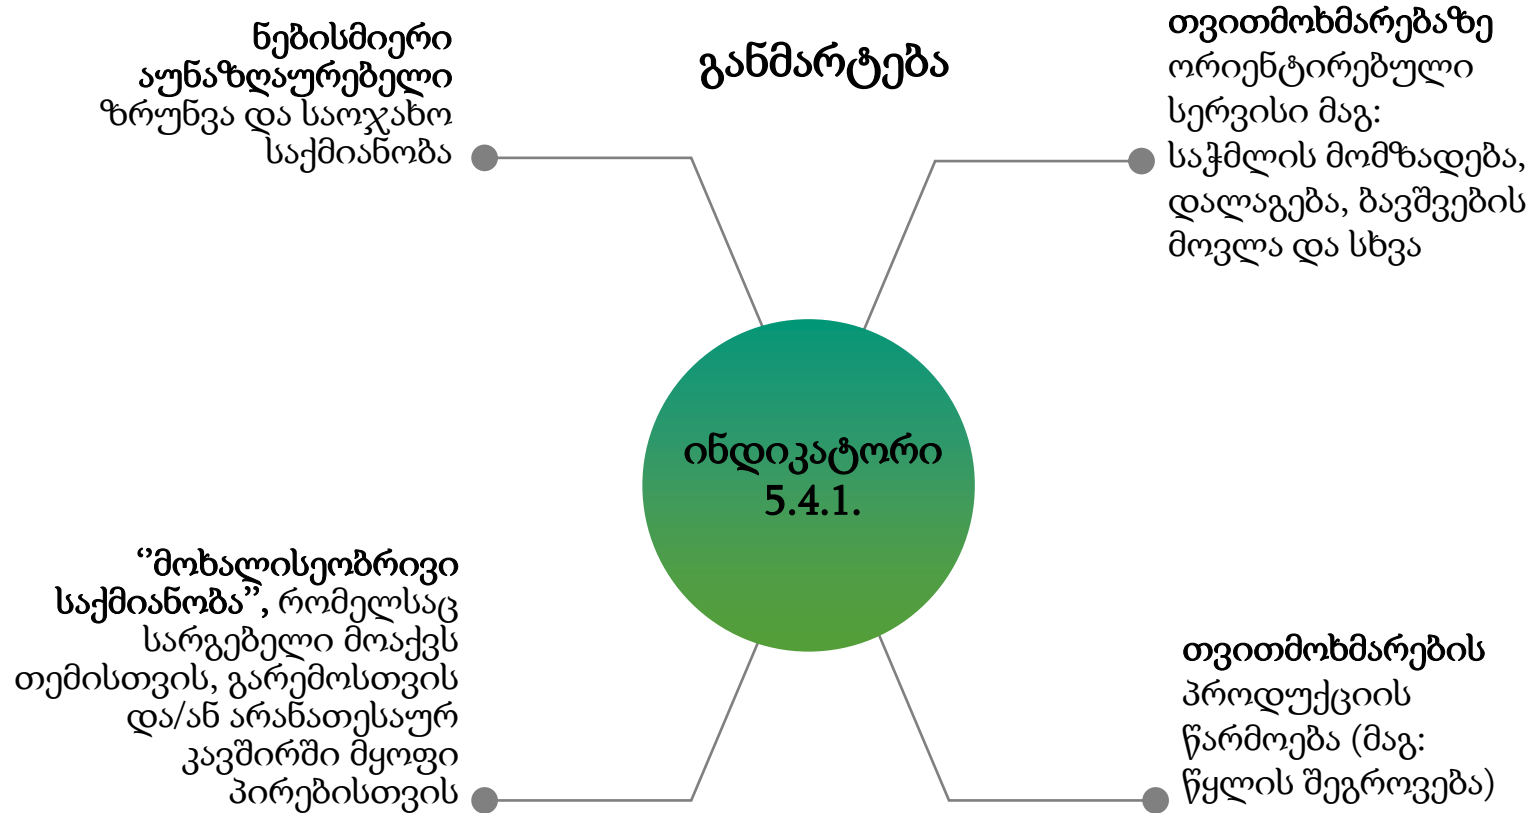 განმარტება
ნებისმიერი
აუნაზღაურებელი
ზრუნვა და საოჯახო
საქმიანობა
თვითმოხმარებაზე
ორიენტირებული
სერვისი მაგ:
საჭმლის მომზადება,
დალაგება, ბავშვების
მოვლა და სხვა
ინდიკატორი
5.4.1.
‘’მოხალისეობრივი
საქმიანობა’’, რომელსაც
სარგებელი მოაქვს
თემისთვის, გარემოსთვის
და/ან არანათესაურ
კავშირში მყოფი
პირებისთვის
თვითმოხმარების
პროდუქციის
წარმოება (მაგ:
წყლის შეგროვება)